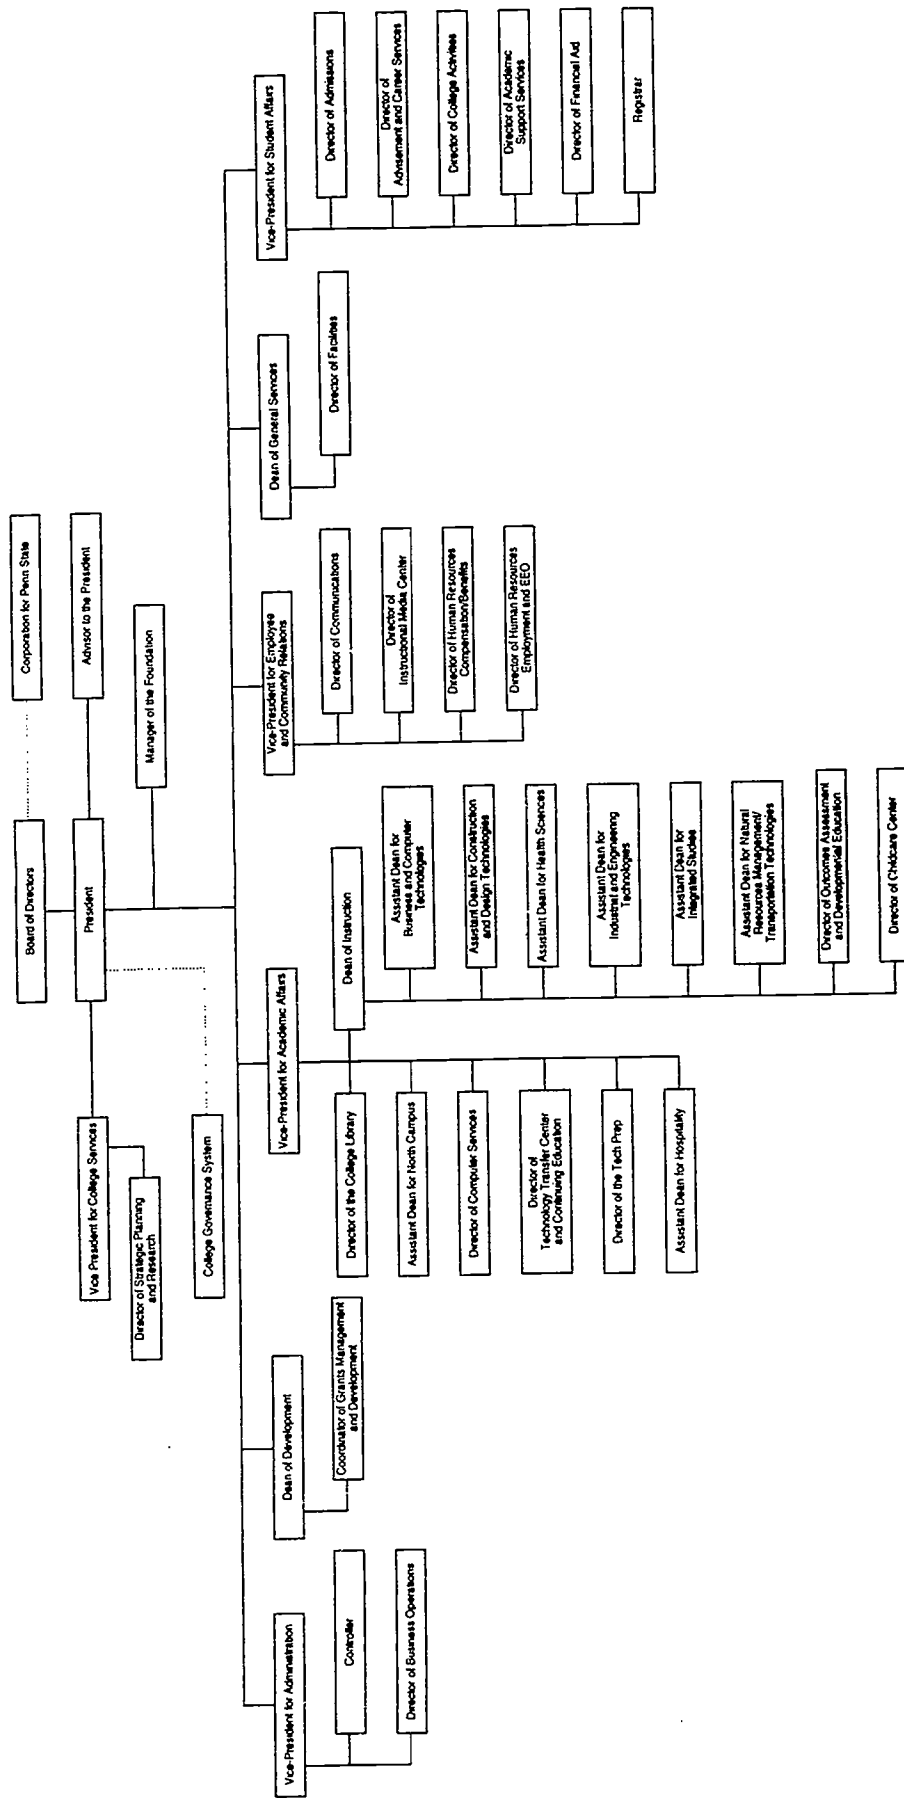 Board of Directors
Corporation for Penn State
President
Advisor to the President
Manager of the Foundation
Vice President for College Services
Director of Strategic Planning
and Research
College Governance System
Vice-President for Administration
Controller
Director of Business Operations
Dean of Development
Coordinator of Grants Management
and Development
Vice-President for Academic Affairs
Director of the College Library
Assistant Dean for North Campus
Director of Computer Services
Director of
Technology Transfer Center
and Continuing Education
Director of the Tech Prep
Assistant Dean for Hospitality
Dean of Instruction
Assistant Dean for
Business and Computer
Technologies
Assistant Dean for Construction
and Design Technologies
Assistant Dean for Health Sciences
Assistant Dean for
Industrial and Engineering
Technologies
Assistant Dean for
Integrated Studies
Assistant Dean for Natural
Resources Management/
Transportation Technologies
Director of Outcomes Assessment
and Developmental Education
Director of Childcare Center
Vice-President for Employee
and Community Relations
Director of Communications
Director of
Instructional Media Center
Director of Human Resources
Compensation/Benefits
Director of Human Resources
Employment and EEO
Dean of General Services
Director of Facilities
Vice-President for Student Affairs
Director of Admissions
Director of
Advisement and Career Services
Director of College Activities
Director of Academic
Support Services
Director of Financial Aid
Registrar